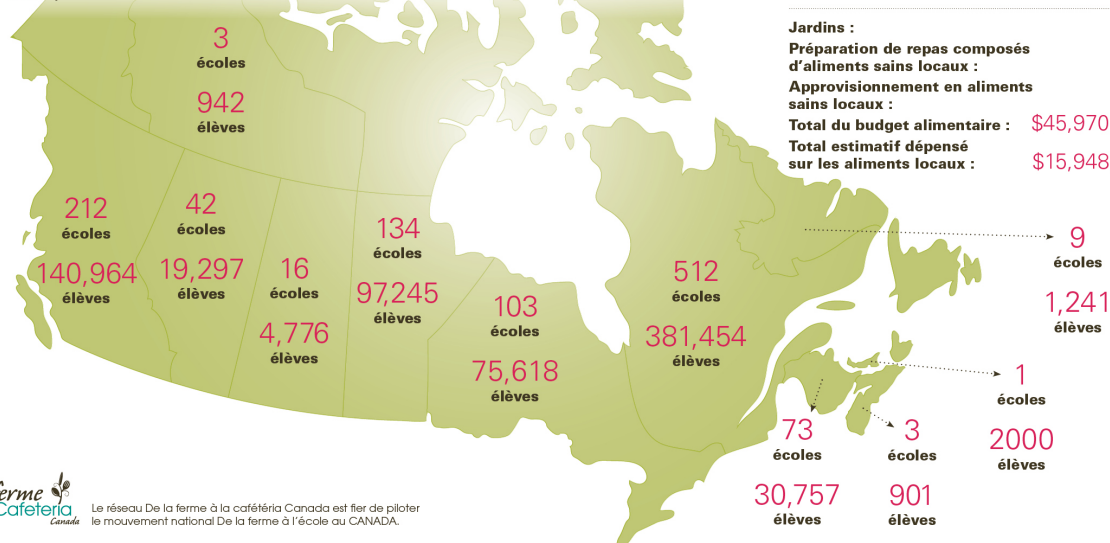 Jardins :
Préparation de repas composés
d'aliments sains locaux :
Approvisionnement en aliments
sains locaux :
Total du budget alimentaire : $45,970
Total estimatif dépensé
sur les aliments locaux : $15,948
3
écoles
942
élèves
212
écoles
140,964
élèves
42
écoles
19,297
élèves
16
écoles
4,776
élèves
134
écoles
97,245
élèves
103
écoles
75,618
élèves
512
écoles
381,454
élèves
9
écoles
1,241
élèves
1
écoles
2000
élèves
73
écoles
30,757
élèves
3
écoles
901
élèves
Cafeteria
Canada
Le réseau De la ferme à la cafétéria Canada est fier de piloter
le mouvement national De la ferme à l'école au CANADA.